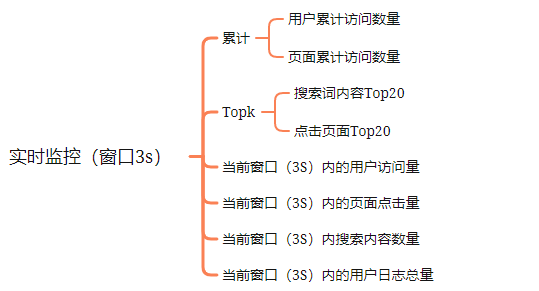 实时监控（窗口3s）
累计
用户累计访问数量
页面累计访问数量
Topk
搜索词内容Top20
点击页面Top20
当前窗口（3S）内的用户访问量
当前窗口（3S）内的页面点击量
当前窗口（3S）内搜索内容数量
当前窗口（3S）内的用户日志总量